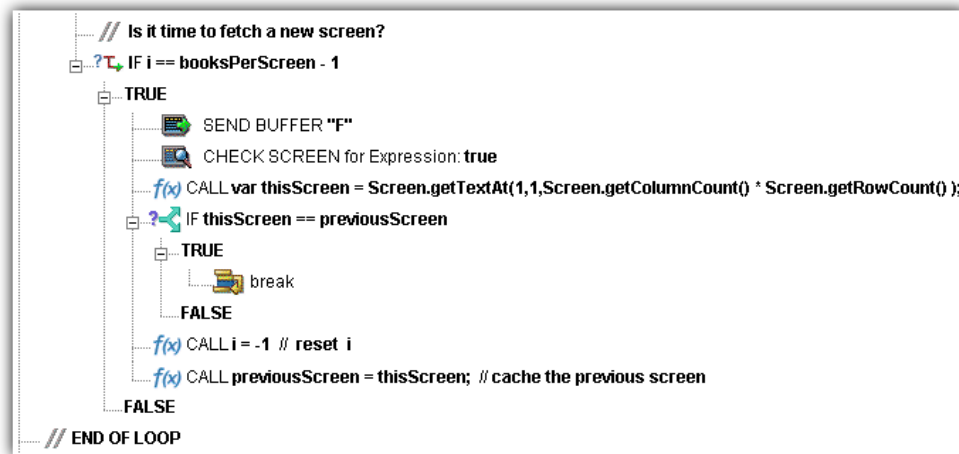 // Is it time to fetch a new screen?
IF i == booksPerScreen - 1
TRUE
SEND BUFFER "F"
CHECK SCREEN for Expression: true
f(x) CALL var thisScreen = Screen.getTextAt(1,1,Screen.getColumnCount() * Screen.getRowCount() );
IF thisScreen == previousScreen
TRUE
break
FALSE
f(x) CALL i = -1 // reset i
f(x) CALL previousScreen = thisScreen; // cache the previous screen
FALSE
// END OF LOOP